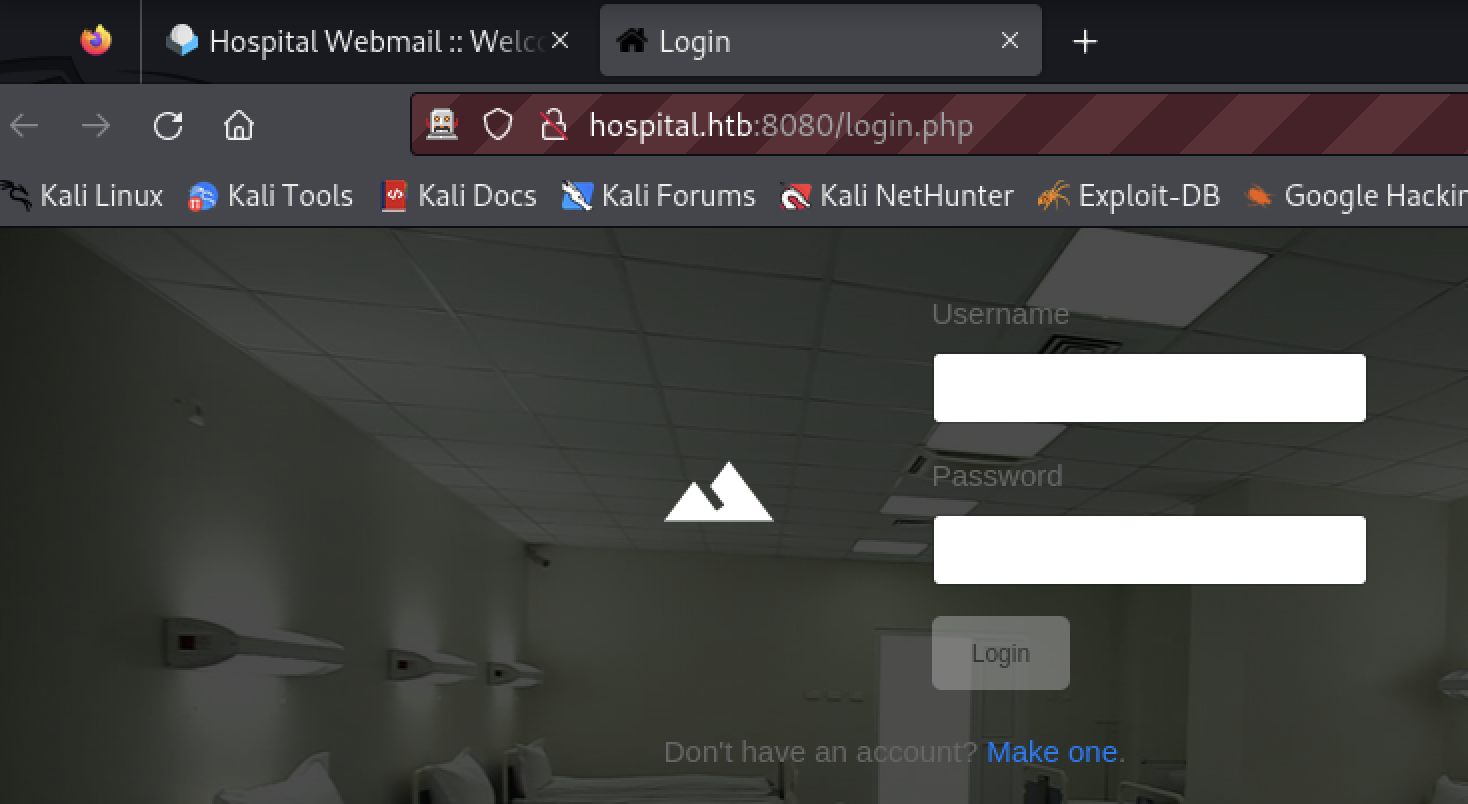 Hospital Webmail :: Welco
Login
hospital.htb:8080/login.php
Kali Linux
Kali Tools
Kali Docs
Kali Forums
Kali NetHunter
Exploit-DB
Google Hackin
Username
Password
Login
Don't have an account? Make one.